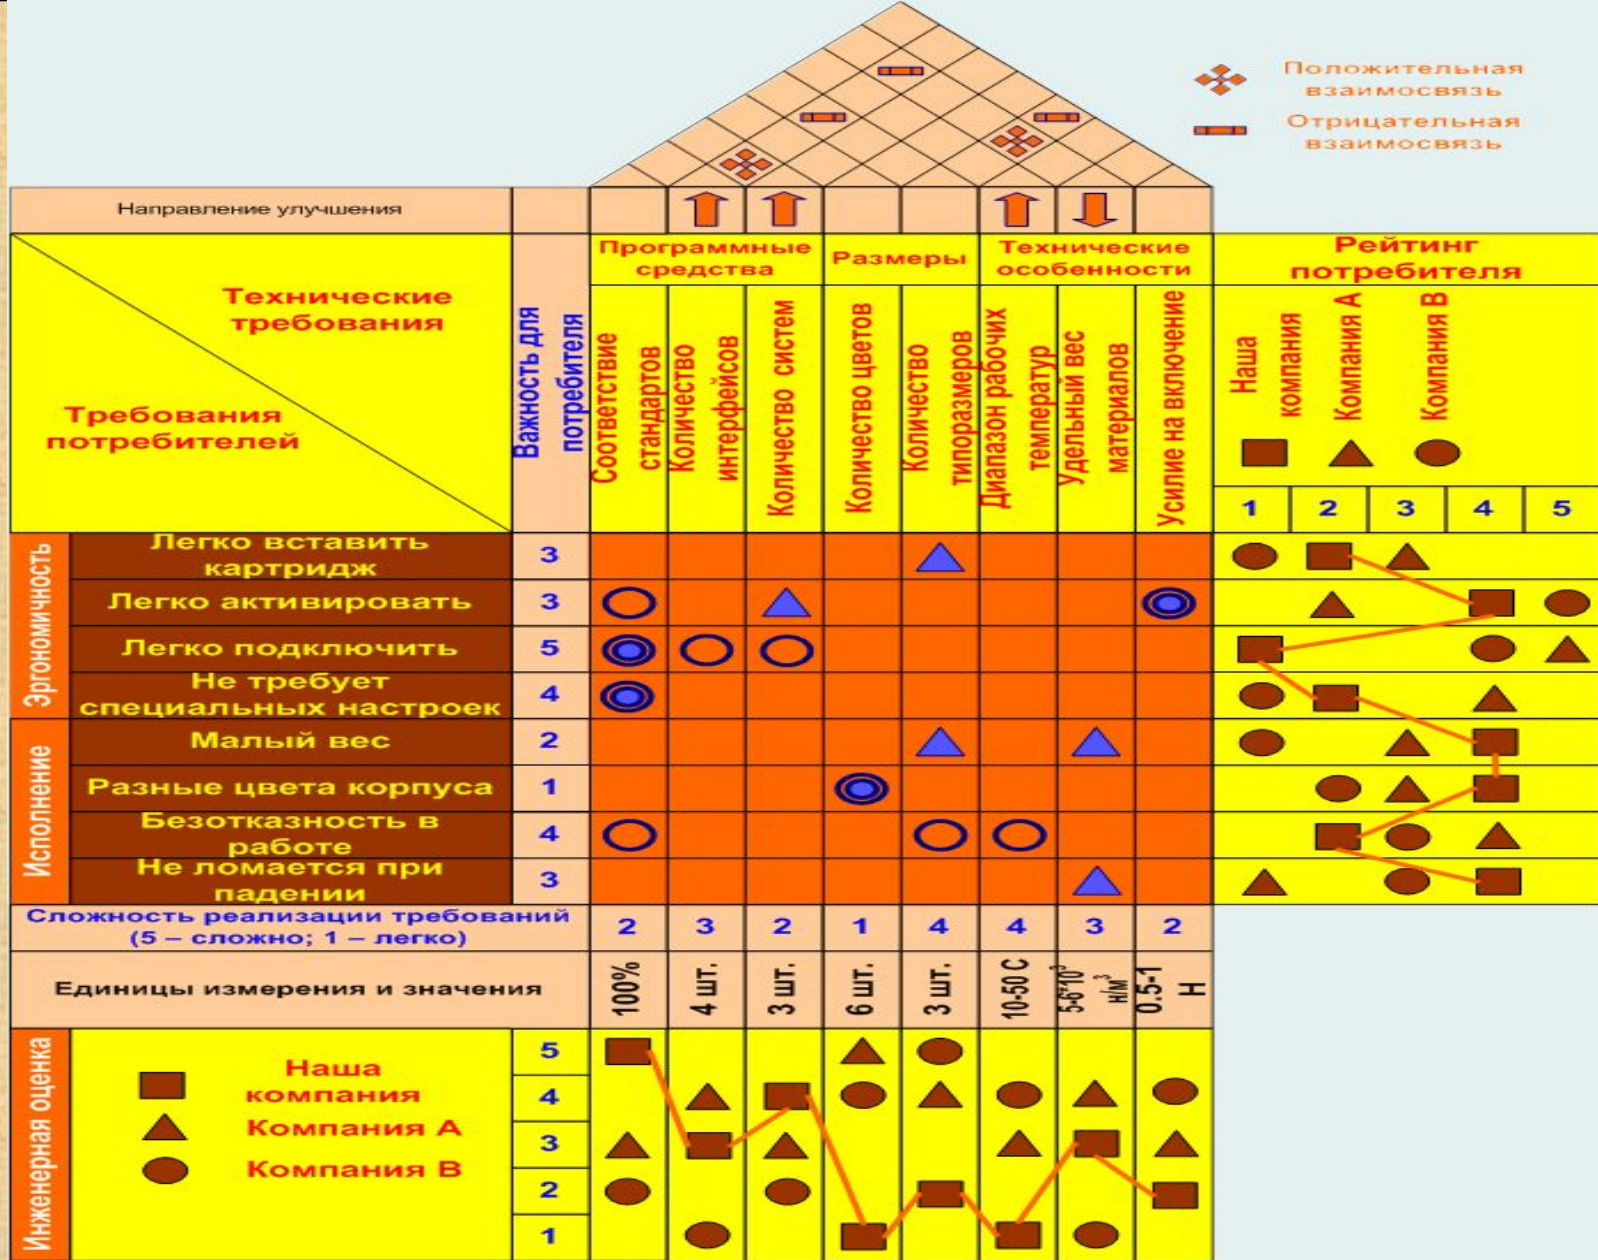 Положительная
взаимосвязь
Отрицательная
взаимосвязь
Направление улучшения
Технические
требования
Требования
потребителей
Важность для
потребителя
Программные
средства
Размеры
Технические
особенности
Рейтинг
потребителя
Соответствие
стандартов
Количество
интерфейсов
Количество систем
Количество цветов
Количество
типоразмеров
Диапазон рабочих
температур
Удельный вес
материалов
Усилие на включение
Наша
компания
Компания А
Компания В
1 2 3 4 5
Эргономичность
Легко вставить
картридж
3
Легко активировать
3
Легко подключить
5
Не требует
специальных настроек
4
Исполнение
Малый вес
2
Разные цвета корпуса
1
Безотказность в
работе
4
Не ломается при
падении
3
Сложность реализации требований
(5 – сложно; 1 – легко)
2 3 2 1 4 4 3 2
Единицы измерения и значения
100%
4 шт.
3 шт.
6 шт.
3 шт.
10-50 С
5-6*10³
н/м³
0.5-1
Н
Инженерная оценка
Наша
компания
Компания А
Компания В
5
4
3
2
1